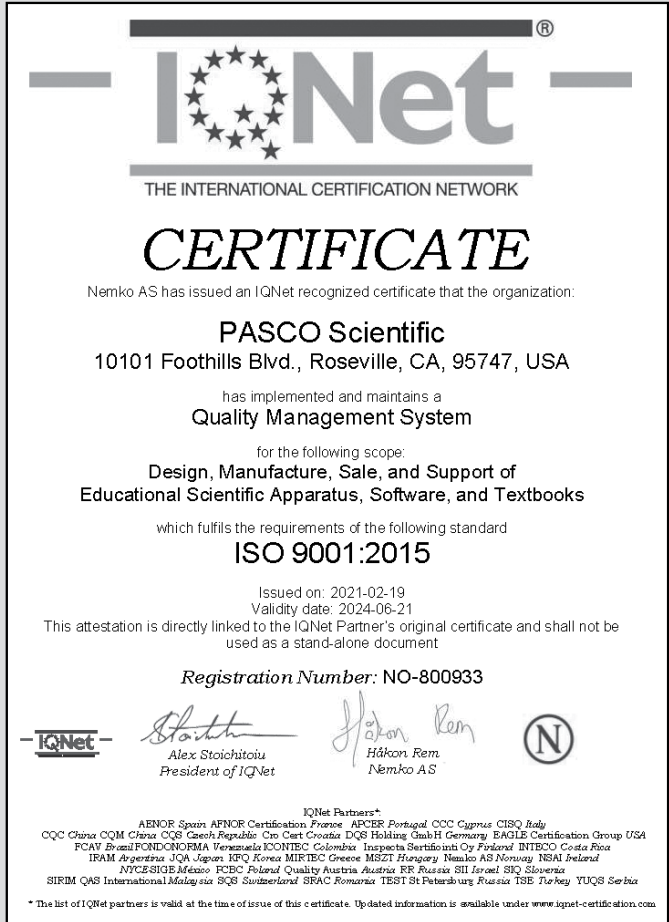 IQNet ®
THE INTERNATIONAL CERTIFICATION NETWORK
CERTIFICATE
Nemko AS has issued an IQNet recognized certificate that the organization:
PASCO Scientific
10101 Foothills Blvd., Roseville, CA, 95747, USA
has implemented and maintains a
Quality Management System
for the following scope:
Design, Manufacture, Sale, and Support of
Educational Scientific Apparatus, Software, and Textbooks
which fulfils the requirements of the following standard
ISO 9001:2015
Issued on: 2021-02-19
Validity date: 2024-06-21
This attestation is directly linked to the IQNet Partner's original certificate and shall not be
used as a stand-alone document
Registration Number: NO-800933
Stoichitoiu
Håkon Rem
IQNet
N
Alex Stoichitoiu
President of IQNet
Håkon Rem
Nemko AS
IQNet Partners*:
AENOR Spain AFNOR Certification France APCER Portugal CCC Cyprus CISQ Italy
CQC China CQM China CQS Czech Republic Cro Cert Croatia DQS Holding GmbH Germany EAGLE Certification Group USA
FCAV Brazil FONDONORMA Venezuela ICONTEC Colombia Inspecta Sertifiointi Oy Finland INTECO Costa Rica
IRAM Argentina JQA Japan KFQ Korea MIRTEC Greece MSZT Hungary Nemko AS Norway NSAI Ireland
NYCE-SIGE México PCBC Poland Quality Austria Austria RR Russia SII Israel SIQ Slovenia
SIRIM QAS International Malaysia SQS Switzerland SRAC Romania TEST St Petersburg Russia TSE Turkey YUQS Serbia
* The list of IQNet partners is valid at the time of issue of this certificate. Updated information is available under www.iqnet-certification.com